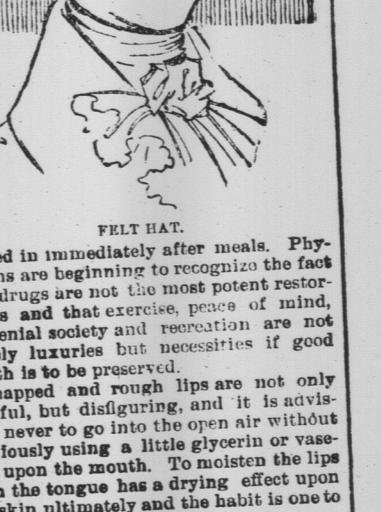 FELT HAT.
ed in immediately after meals. Phy-
ns are beginning to recognize the fact
drugs are not the most potent restor-
s and that exercise, peace of mind,
enial society and recreation are not
ly luxuries but necessities if good
th is to be preserved.
napped and rough lips are not only
ful, but disfiguring, and it is advis-
never to go into the open air without
iously using a little glycerin or vase-
upon the mouth. To moisten the lips
h the tongue has a drying effect upon
skin ultimately and the habit is one to